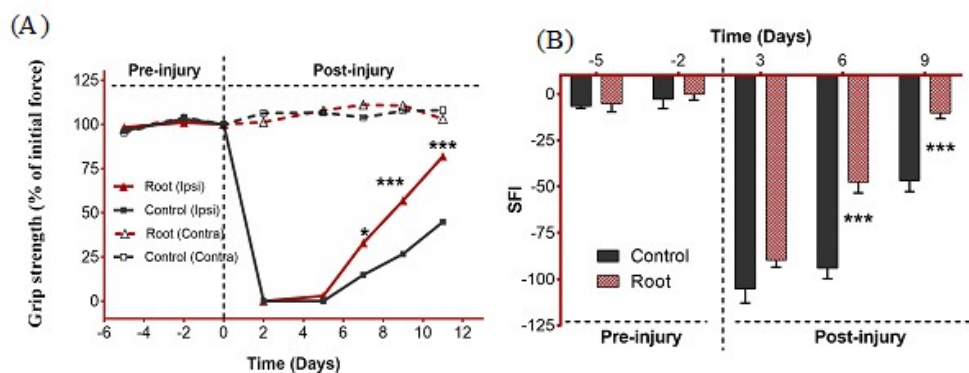 (A)
Pre-injury
Post-injury
Grip strength (% of initial force)
125
100
75
50
25
0
***
***
*
Root (Ipsi)
Control (Ipsi)
Root (Contra)
Control (Contra)
-6 -4 -2 0 2 4 6 8 10 12
Time (Days)
(B)
Time (Days)
-5 -2 3 6 9
SFI
0
-25
-50
-75
-100
-125
***
***
Control
Root
Pre-injury
Post-injury